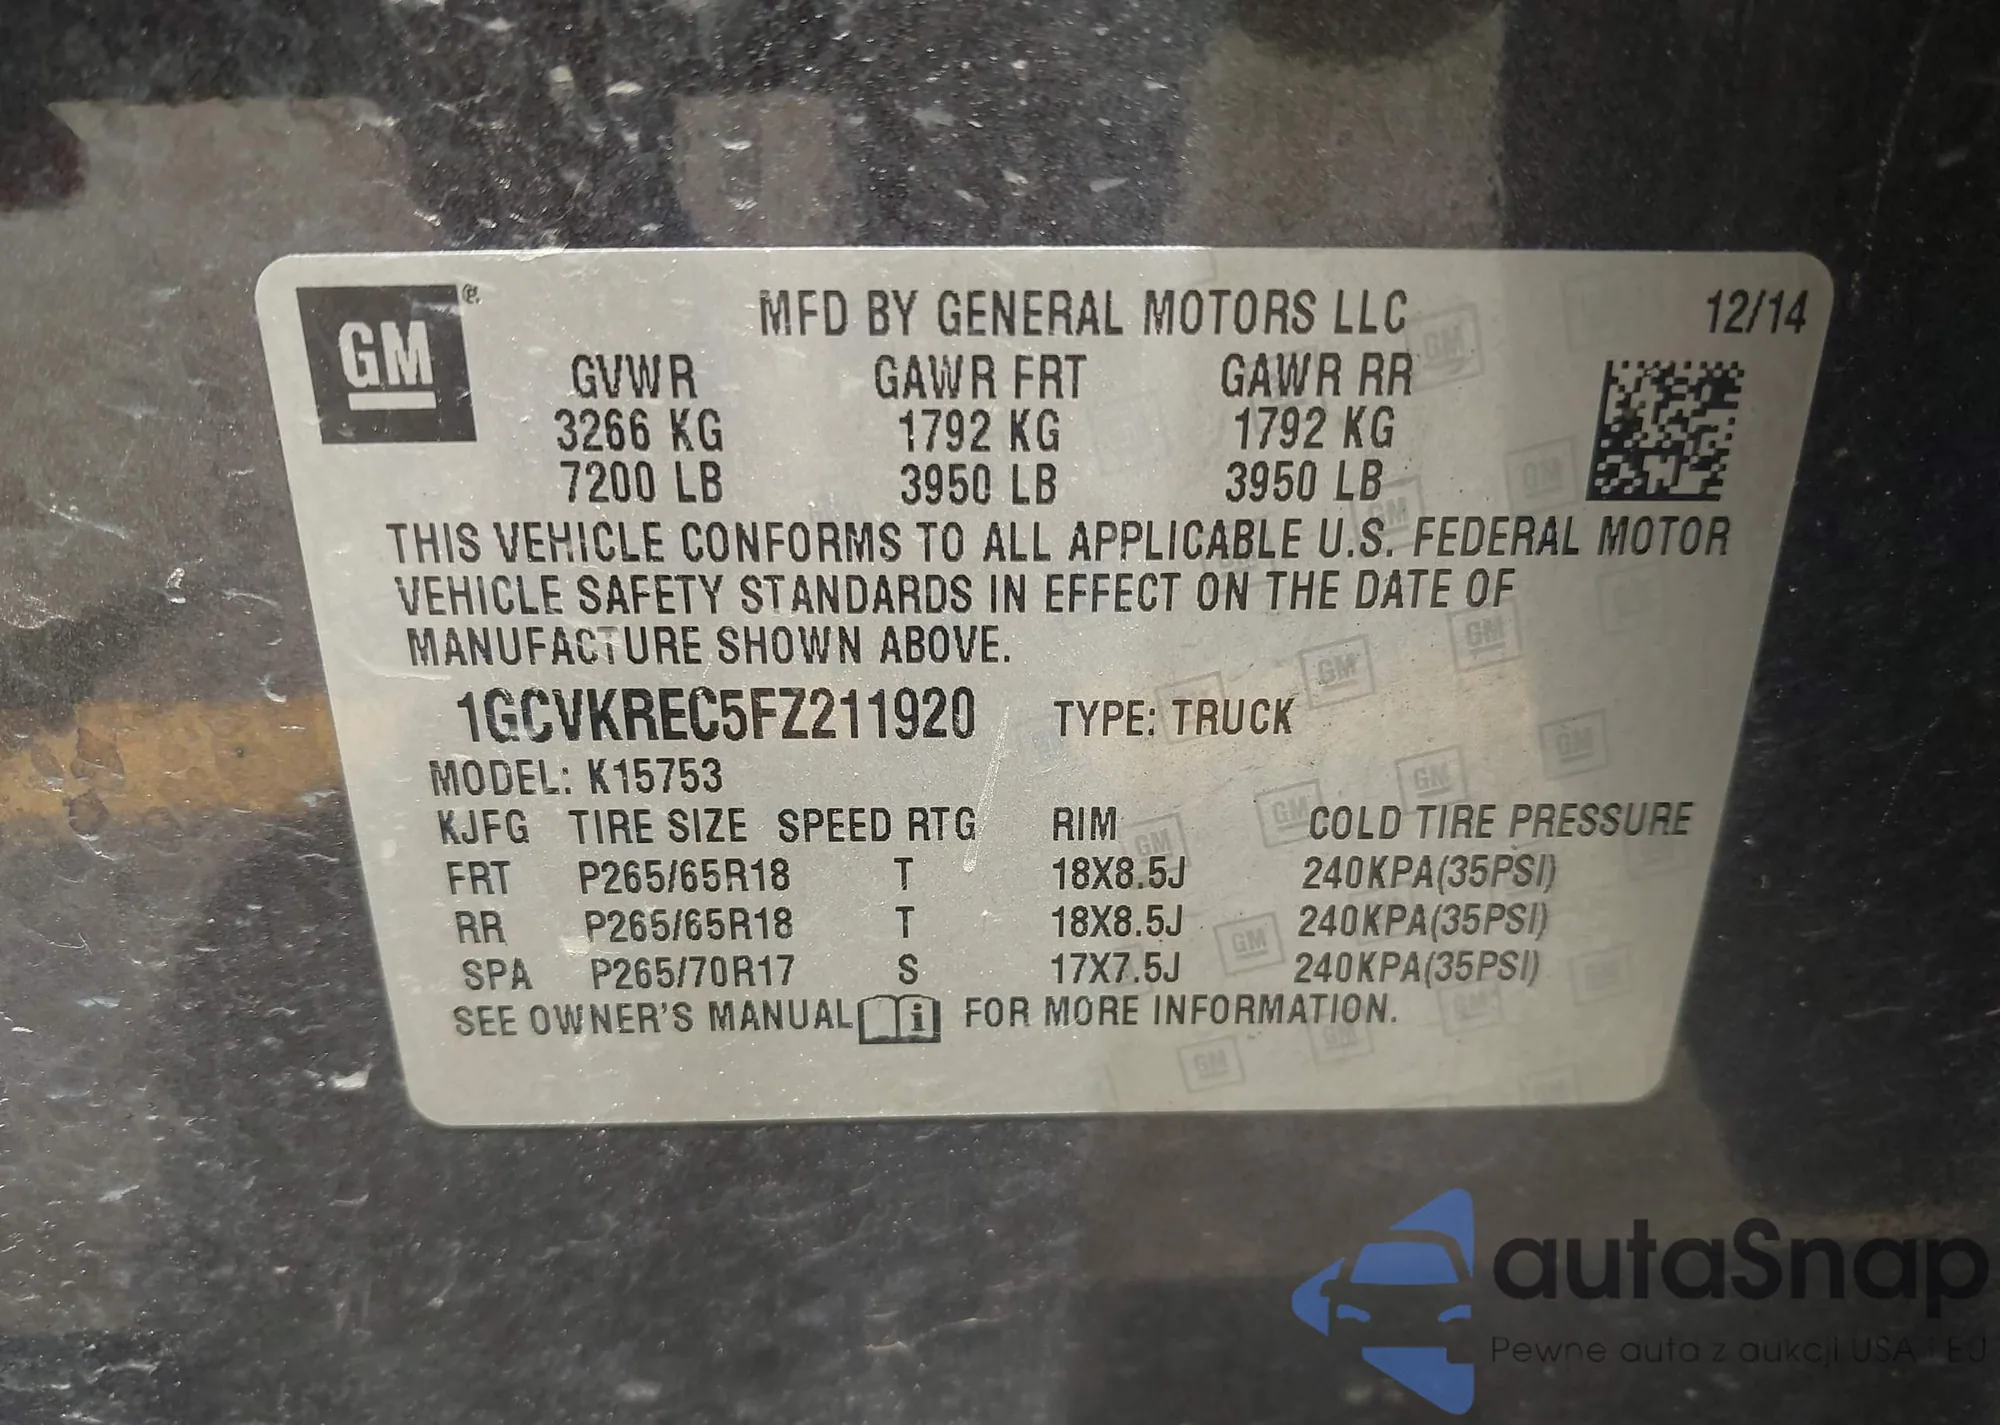 GM ®
MFD BY GENERAL MOTORS LLC 12/14
GVWR GAWR FRT GAWR RR
3266 KG 1792 KG 1792 KG
7200 LB 3950 LB 3950 LB
THIS VEHICLE CONFORMS TO ALL APPLICABLE U.S. FEDERAL MOTOR
VEHICLE SAFETY STANDARDS IN EFFECT ON THE DATE OF
MANUFACTURE SHOWN ABOVE.
1GCVKREC5FZ211920 TYPE: TRUCK
MODEL: K15753
KJFG TIRE SIZE SPEED RTG RIM COLD TIRE PRESSURE
FRT P265/65R18 T 18X8.5J 240KPA(35PSI)
RR P265/65R18 T 18X8.5J 240KPA(35PSI)
SPA P265/70R17 S 17X7.5J 240KPA(35PSI)
SEE OWNER'S MANUAL i FOR MORE INFORMATION.
autaSnap
Pewne auta z aukcji USA i EU